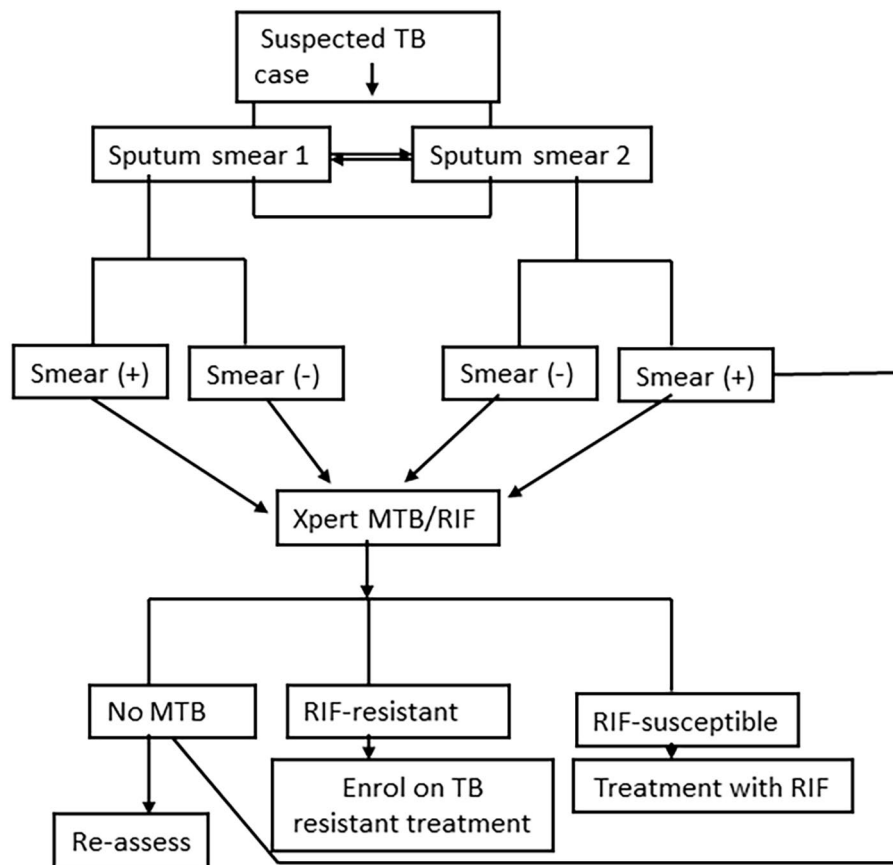 Suspected TB
case
Sputum smear 1
Sputum smear 2
Smear (+)
Smear (-)
Smear (-)
Smear (+)
Xpert MTB/RIF
No MTB
RIF-resistant
RIF-susceptible
Enrol on TB
resistant treatment
Treatment with RIF
Re-assess